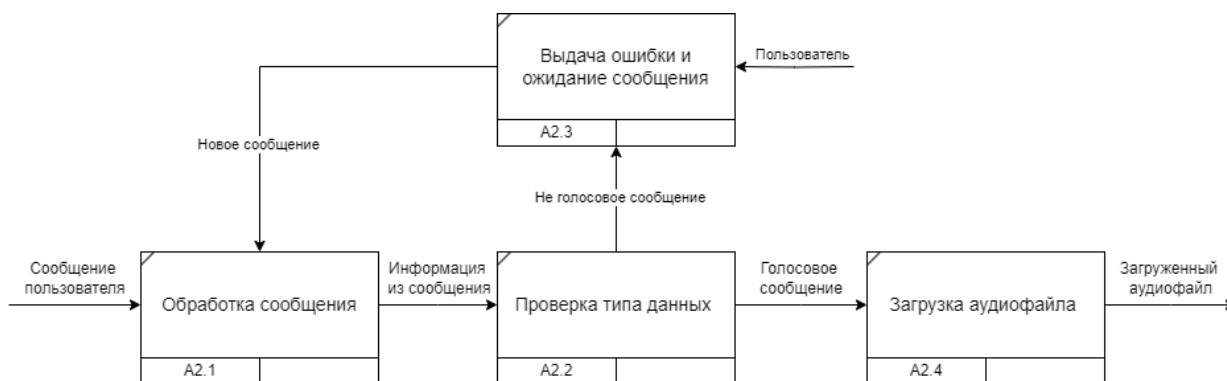 Выдача ошибки и
ожидание сообщения
Пользователь
A2.3
Новое сообщение
Не голосовое сообщение
Сообщение
пользователя
Обработка сообщения
A2.1
Информация
из сообщения
Проверка типа данных
A2.2
Голосовое
сообщение
Загрузка аудиофайла
A2.4
Загруженный
аудиофайл